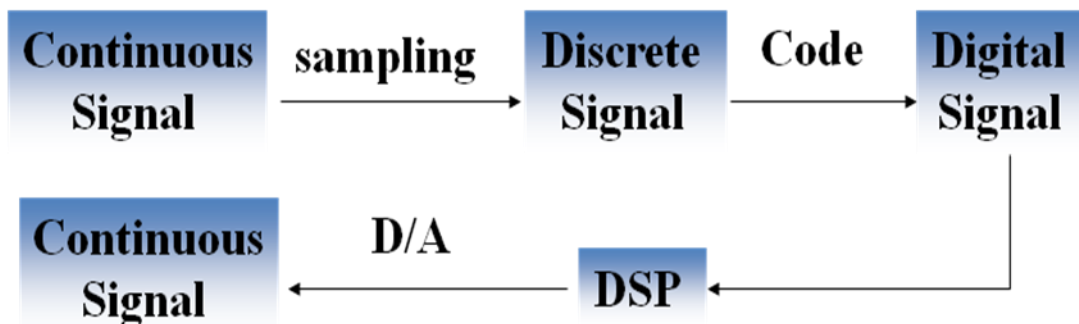 Continuous
Signal
sampling
Discrete
Signal
Code
Digital
Signal
Continuous
Signal
D/A
DSP